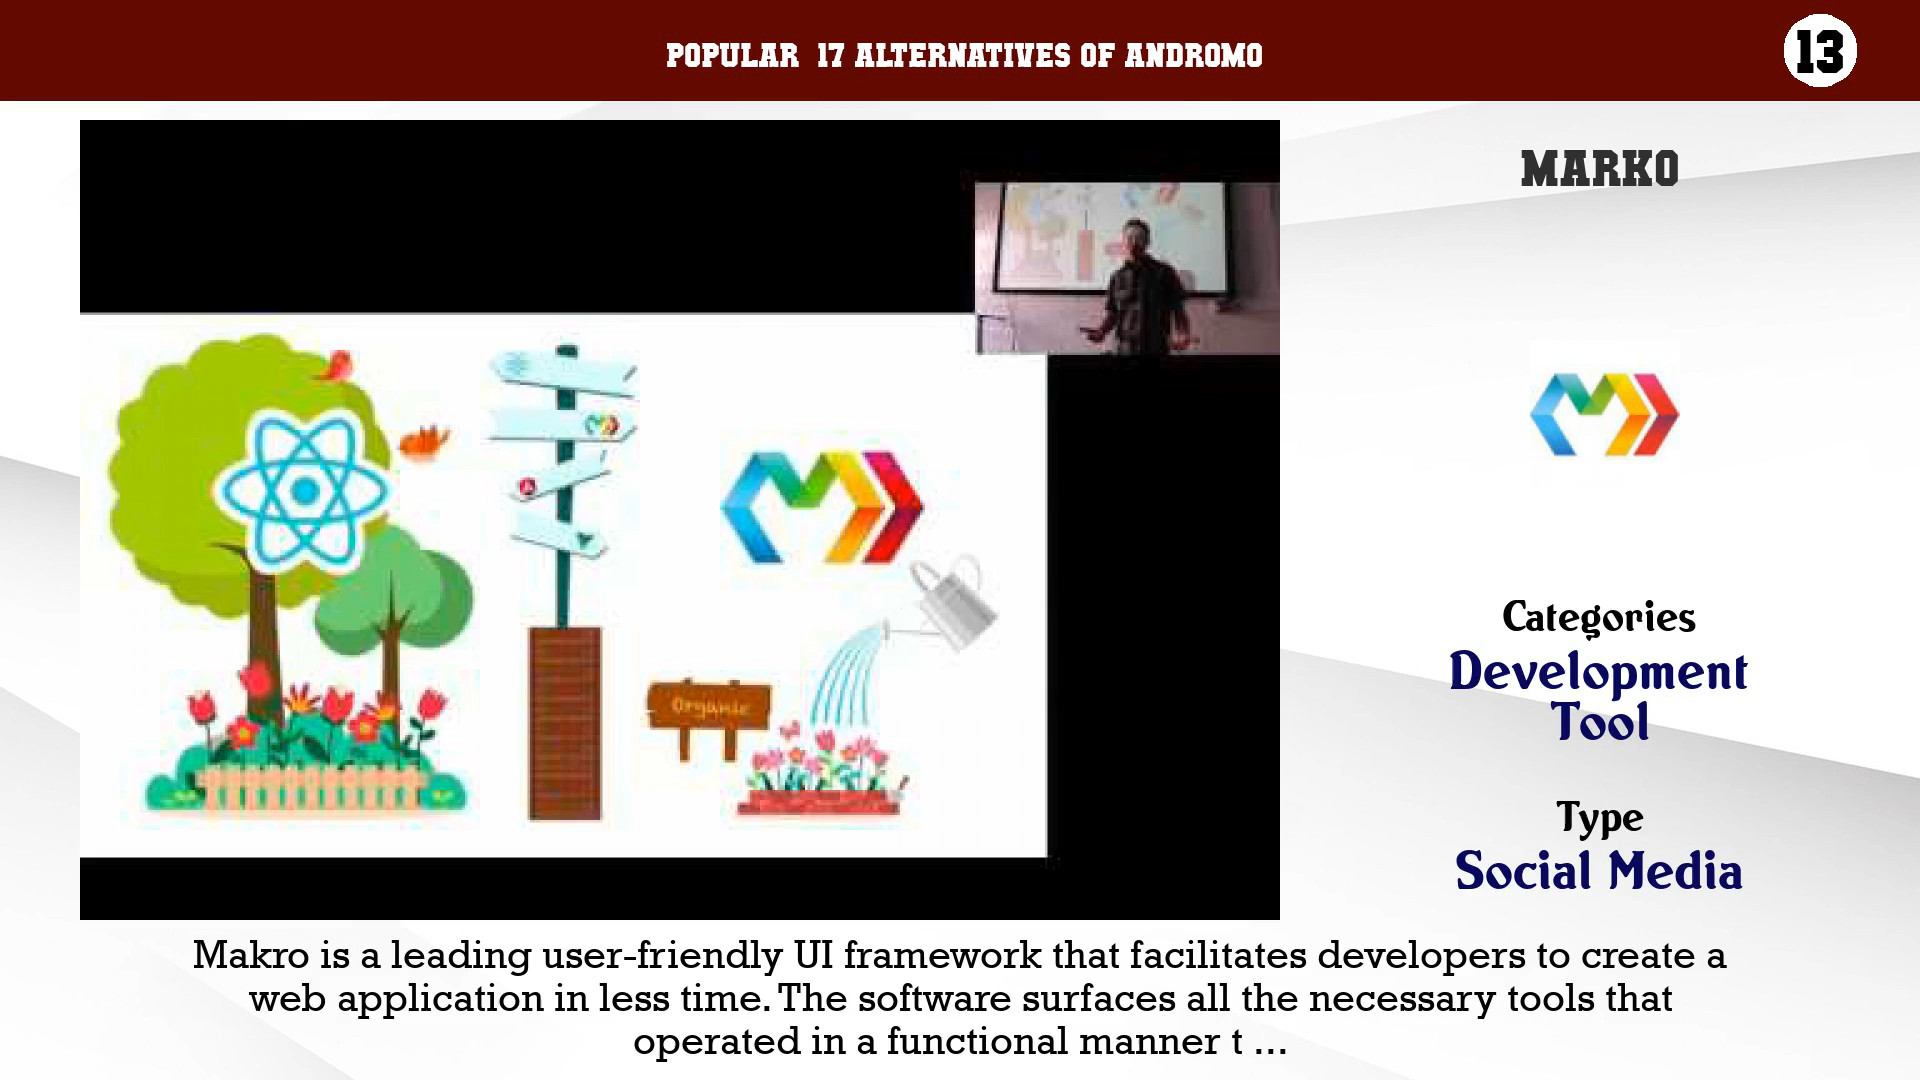 POPULAR 17 ALTERNATIVES OF ANDROMO
13
MARKO
Organic
Categories
Development
Tool
Type
Social Media
Makro is a leading user-friendly UI framework that facilitates developers to create a
web application in less time. The software surfaces all the necessary tools that
operated in a functional manner t ...